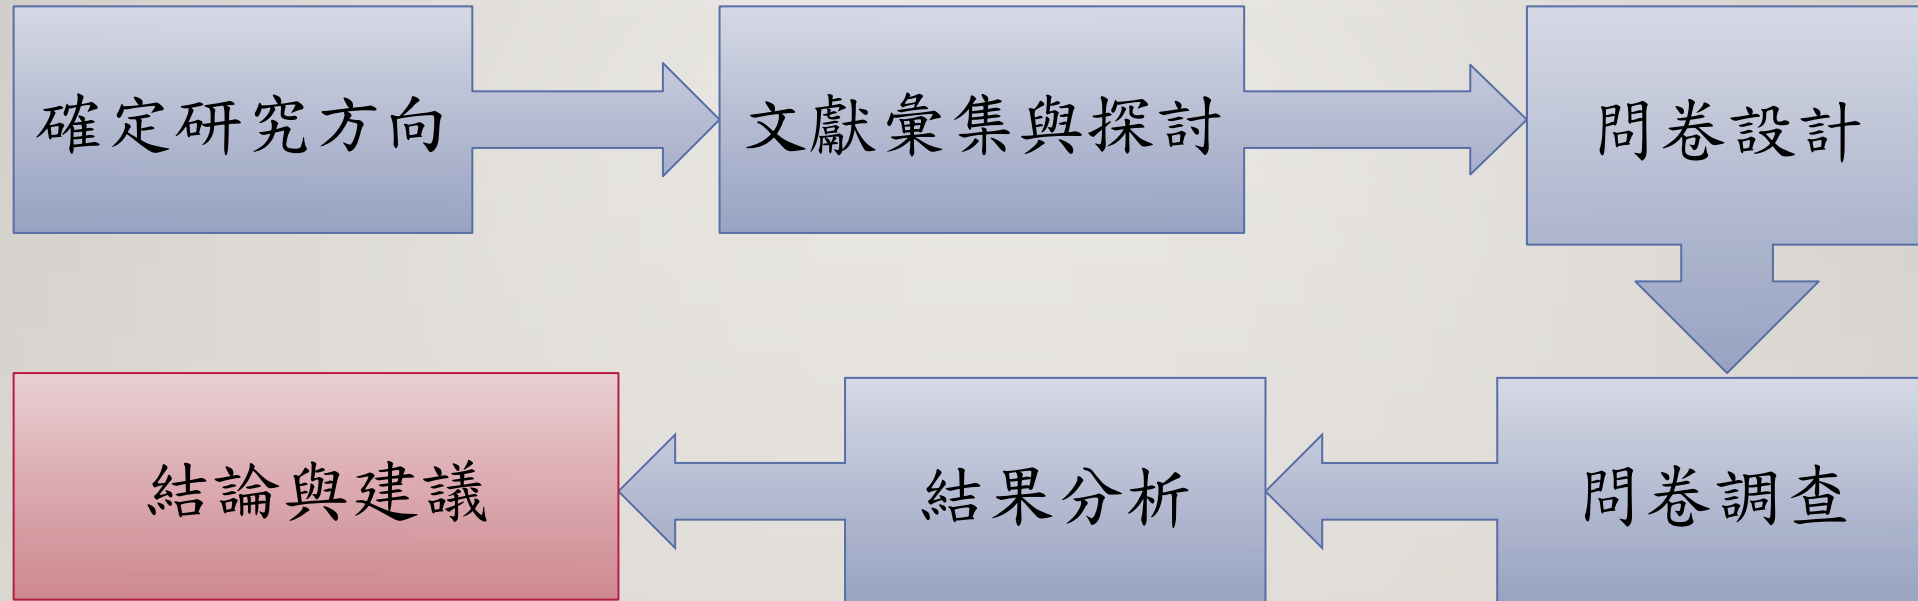 確定研究方向
文獻彙集與探討
問卷設計
問卷調查
結果分析
結論與建議